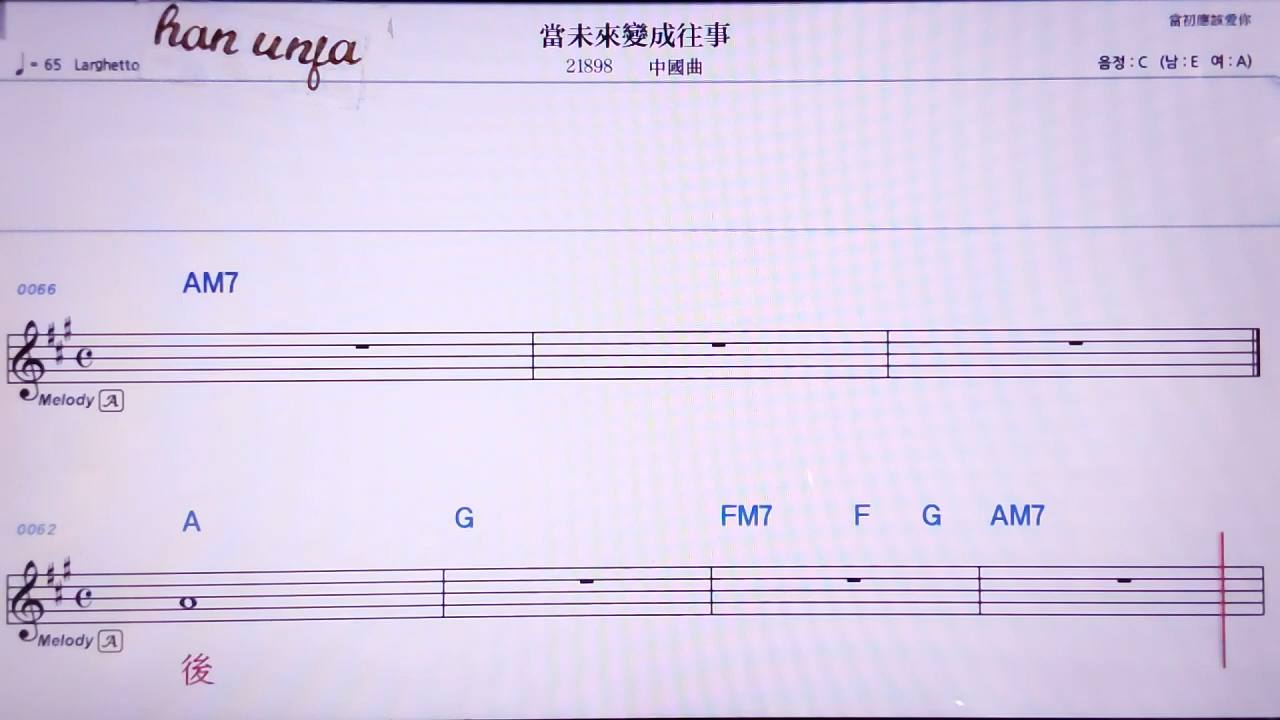 han unfa
當未來變成往事
當初應該愛你
♩= 65 Larghetto
21898 中國曲
음정 : C (남 : E 여 : A)
AM7
0066
Melody A
A G FM7 F G AM7
0062
Melody A
後